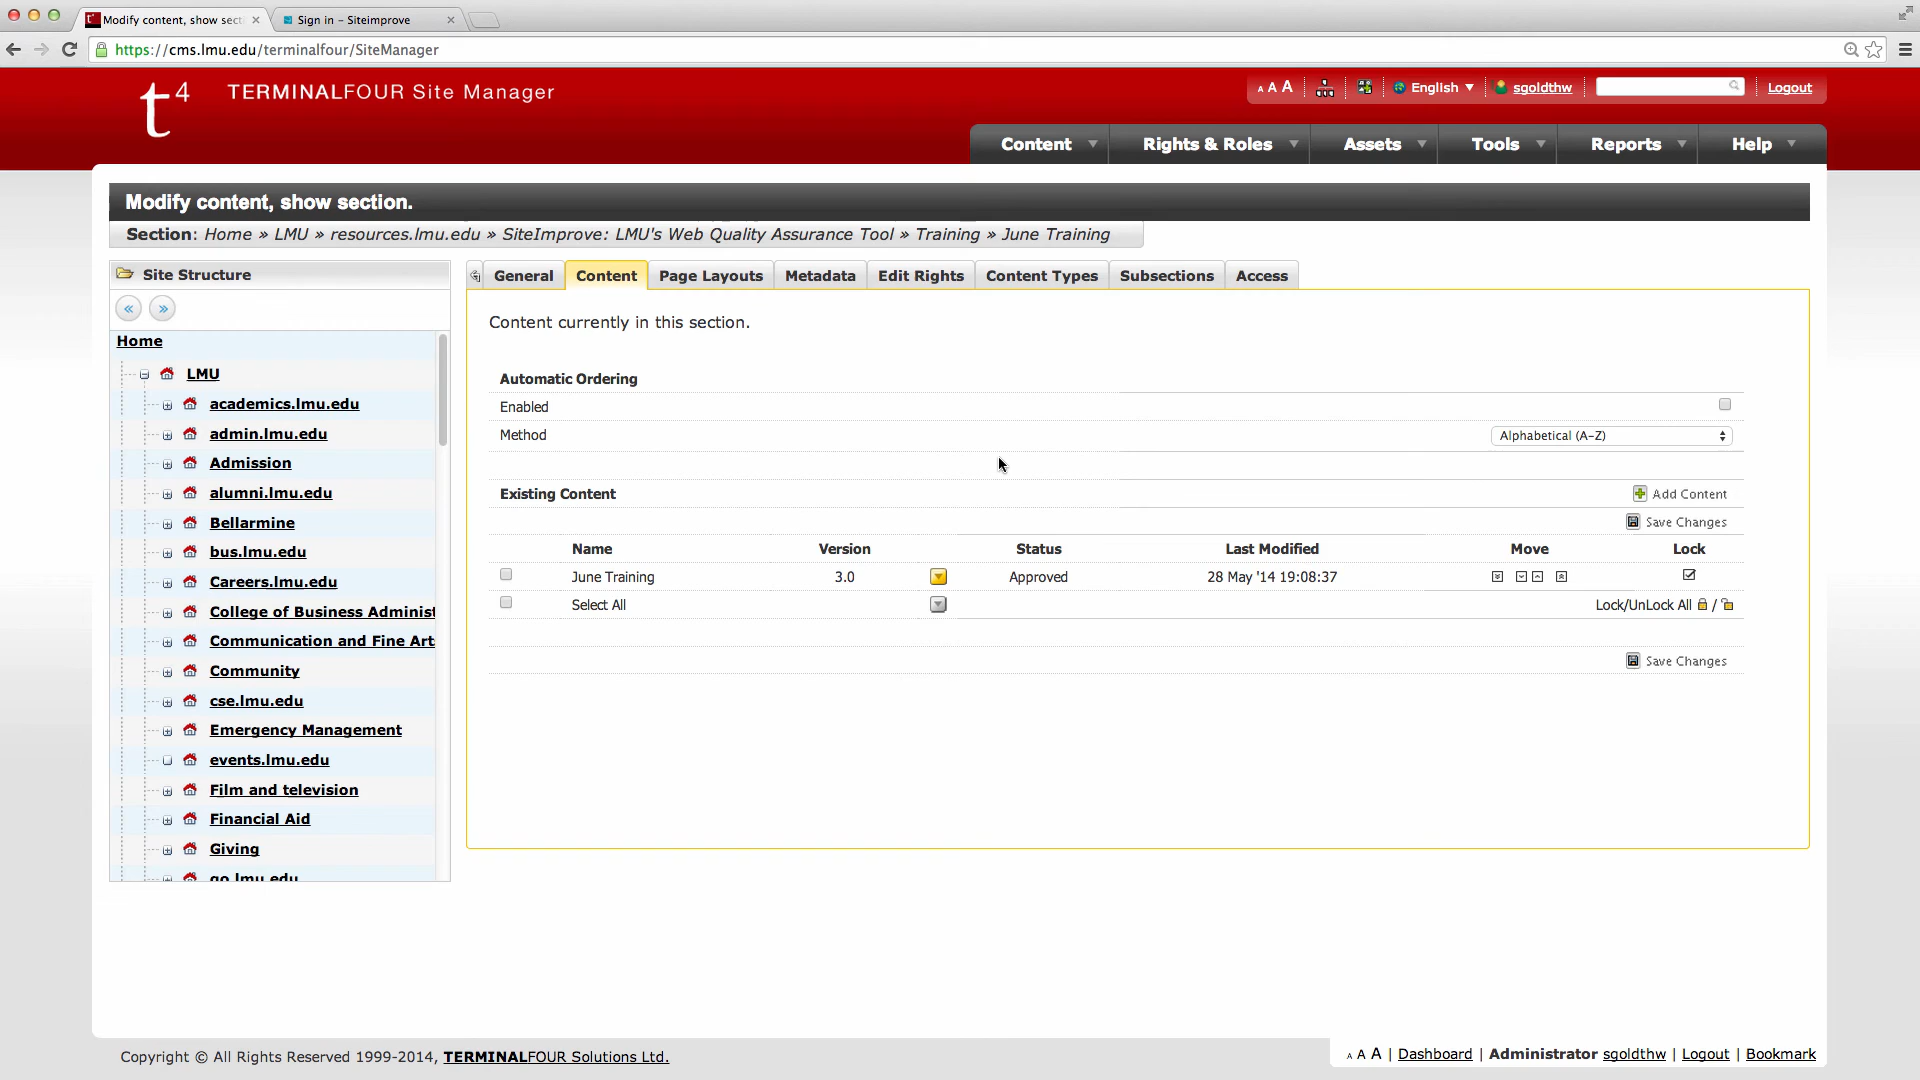 Modify content, show sect
Sign in – Siteimprove
https://cms.lmu.edu/terminalfour/SiteManager
t4 TERMINALFOUR Site Manager
A A A English sgoldthw Logout
Content Rights & Roles Assets Tools Reports Help
Modify content, show section.
Section: Home » LMU » resources.lmu.edu » SiteImprove: LMU's Web Quality Assurance Tool » Training » June Training
Site Structure
General Content Page Layouts Metadata Edit Rights Content Types Subsections Access
« »
Home
LMU
academics.lmu.edu
admin.lmu.edu
Admission
alumni.lmu.edu
Bellarmine
bus.lmu.edu
Careers.lmu.edu
College of Business Administ
Communication and Fine Art
Community
cse.lmu.edu
Emergency Management
events.lmu.edu
Film and television
Financial Aid
Giving
go.lmu.edu
Content currently in this section.
Automatic Ordering
Enabled
Method Alphabetical (A–Z)
Existing Content Add Content
Save Changes
Name Version Status Last Modified Move Lock
June Training 3.0 Approved 28 May '14 19:08:37
Select All Lock/UnLock All /
Save Changes
Copyright © All Rights Reserved 1999-2014, TERMINALFOUR Solutions Ltd.
A A A | Dashboard | Administrator sgoldthw | Logout | Bookmark